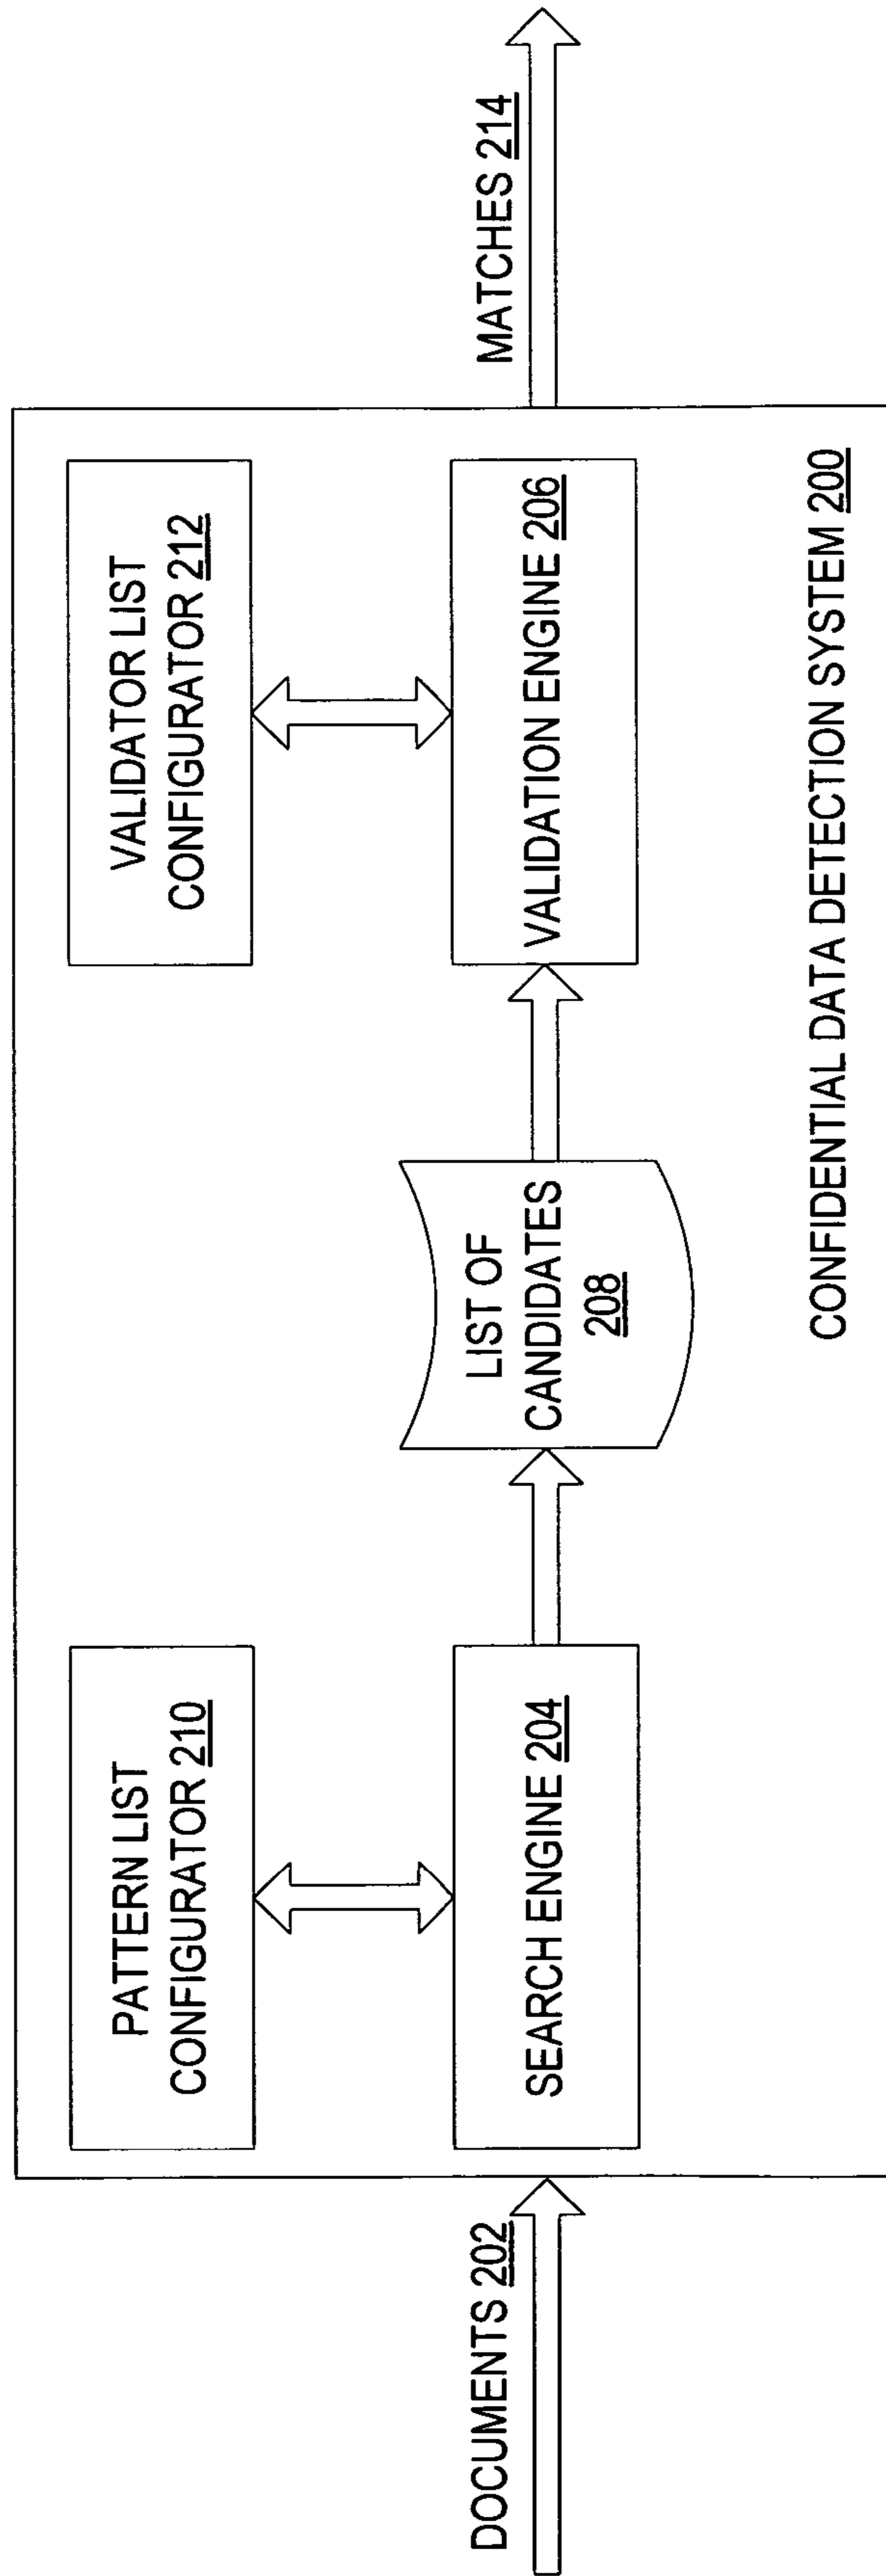 PATTERN LIST
CONFIGURATOR 210
VALIDATOR LIST
CONFIGURATOR 212
DOCUMENTS 202
SEARCH ENGINE 204
LIST OF
CANDIDATES
208
VALIDATION ENGINE 206
MATCHES 214
CONFIDENTIAL DATA DETECTION SYSTEM 200